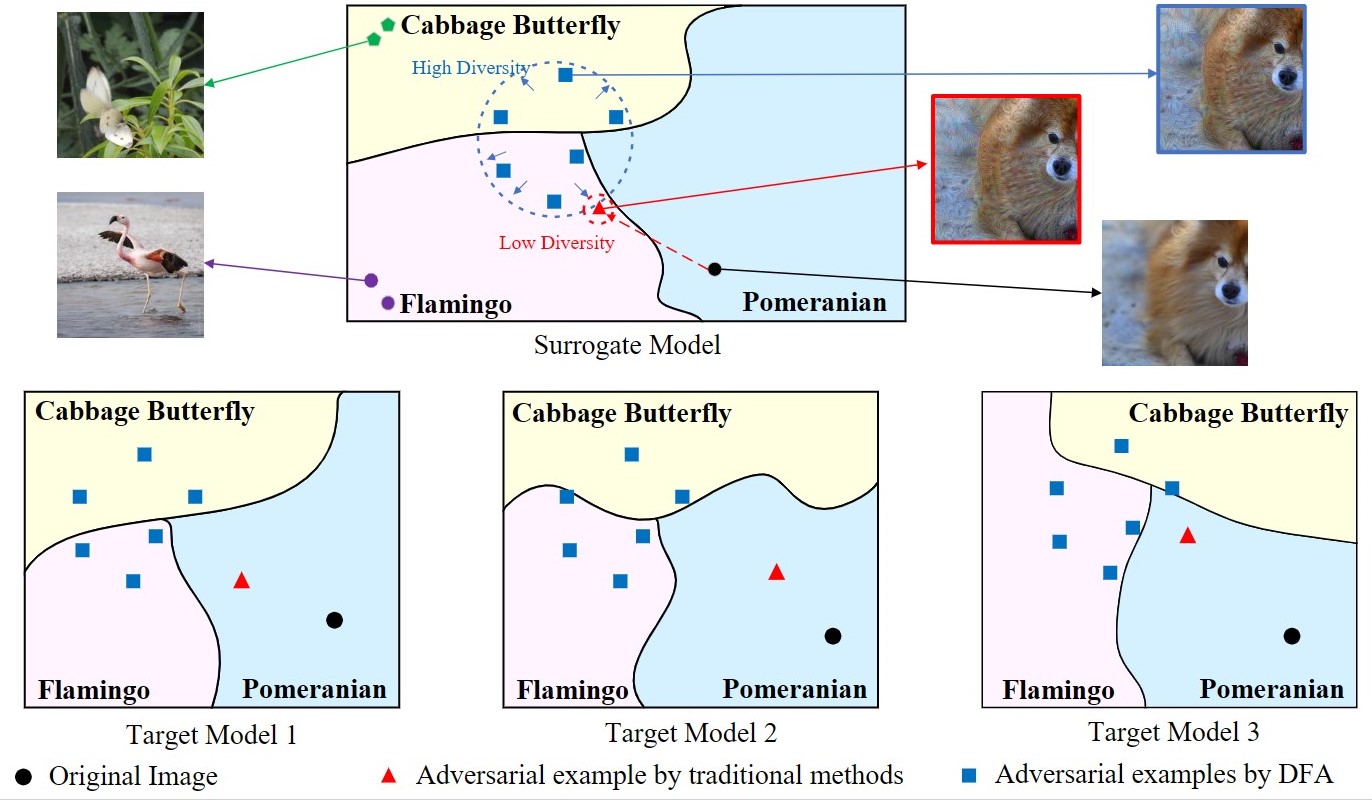 Cabbage Butterfly
High Diversity
Low Diversity
Flamingo
Pomeranian
Surrogate Model
Cabbage Butterfly
Flamingo
Pomeranian
Target Model 1
Cabbage Butterfly
Flamingo
Pomeranian
Target Model 2
Cabbage Butterfly
Flamingo
Pomeranian
Target Model 3
Original Image
Adversarial example by traditional methods
Adversarial examples by DFA